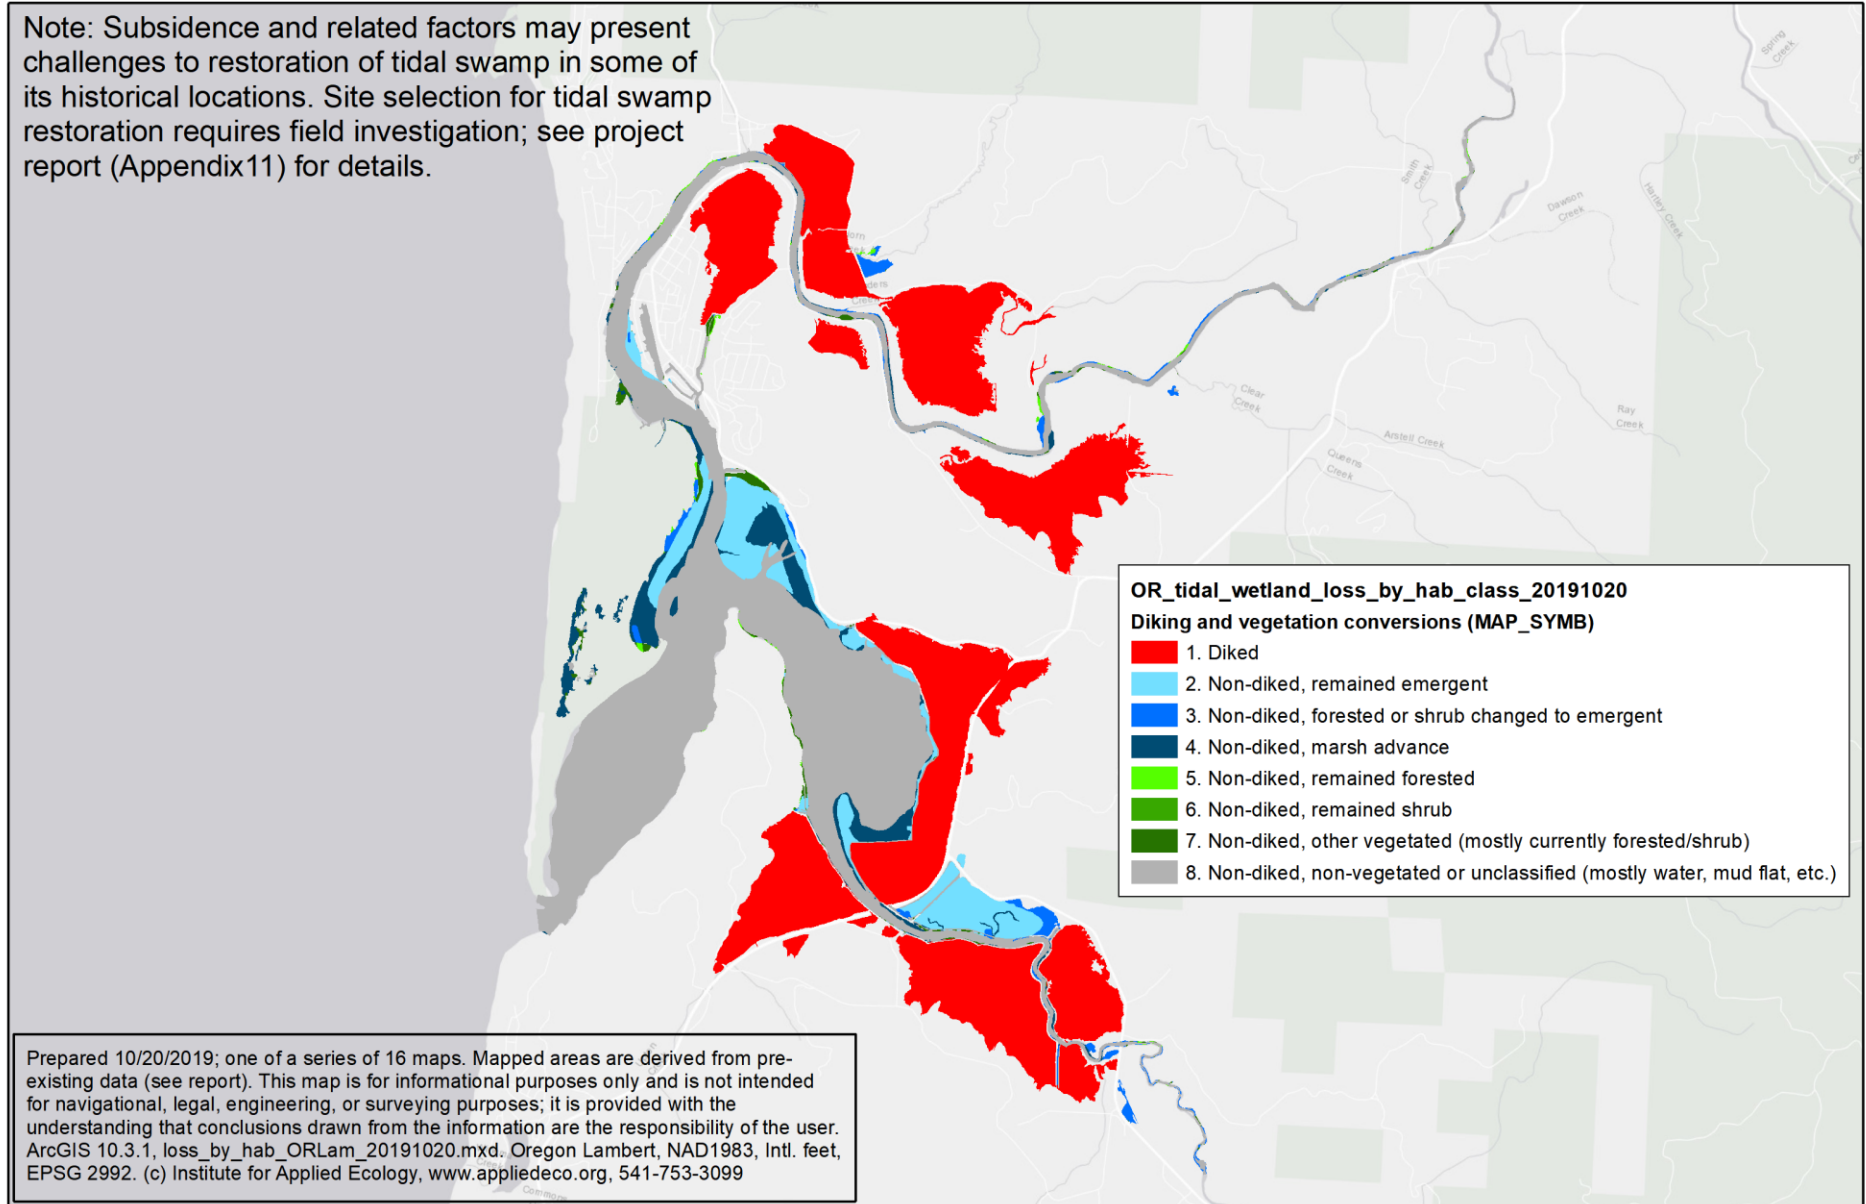 Note: Subsidence and related factors may present
challenges to restoration of tidal swamp in some of
its historical locations. Site selection for tidal swamp
restoration requires field investigation; see project
report (Appendix11) for details.
Spring
Creek
Smith
Creek
Dawson
Creek
Hartley Creek
Clear
Creek
Ray
Creek
Arstell Creek
Queens
Creek
OR_tidal_wetland_loss_by_hab_class_20191020
Diking and vegetation conversions (MAP_SYMB)
1. Diked
2. Non-diked, remained emergent
3. Non-diked, forested or shrub changed to emergent
4. Non-diked, marsh advance
5. Non-diked, remained forested
6. Non-diked, remained shrub
7. Non-diked, other vegetated (mostly currently forested/shrub)
8. Non-diked, non-vegetated or unclassified (mostly water, mud flat, etc.)
Prepared 10/20/2019; one of a series of 16 maps. Mapped areas are derived from pre-
existing data (see report). This map is for informational purposes only and is not intended
for navigational, legal, engineering, or surveying purposes; it is provided with the
understanding that conclusions drawn from the information are the responsibility of the user.
ArcGIS 10.3.1, loss_by_hab_ORLam_20191020.mxd. Oregon Lambert, NAD1983, Intl. feet,
EPSG 2992. (c) Institute for Applied Ecology, www.appliedeco.org, 541-753-3099